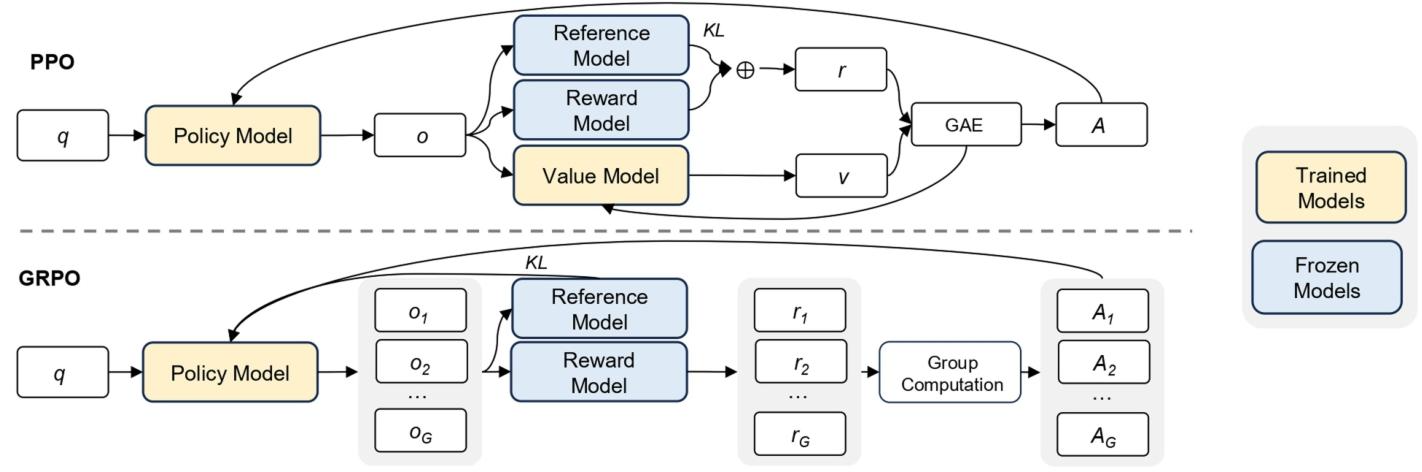 PPO
q
Policy Model
o
Reference
Model
Reward
Model
Value Model
KL
⊕
r
v
GAE
A
Trained
Models
Frozen
Models
GRPO
q
Policy Model
o1
o2
...
oG
KL
Reference
Model
Reward
Model
r1
r2
...
rG
Group
Computation
A1
A2
...
AG